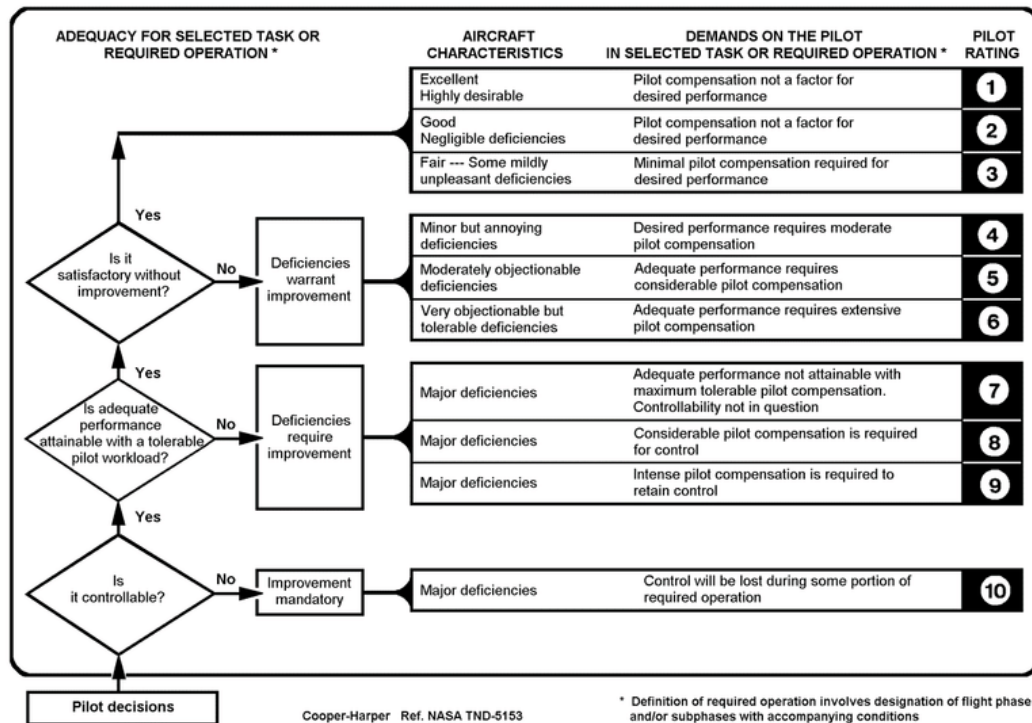 ADEQUACY FOR SELECTED TASK OR
REQUIRED OPERATION *
AIRCRAFT
CHARACTERISTICS
DEMANDS ON THE PILOT
IN SELECTED TASK OR REQUIRED OPERATION *
PILOT
RATING
Excellent
Highly desirable
Pilot compensation not a factor for
desired performance
1
Good
Negligible deficiencies
Pilot compensation not a factor for
desired performance
2
Fair --- Some mildly
unpleasant deficiencies
Minimal pilot compensation required for
desired performance
3
Yes
Is it
satisfactory without
improvement?
No
Deficiencies
warrant
improvement
Minor but annoying
deficiencies
Desired performance requires moderate
pilot compensation
4
Moderately objectionable
deficiencies
Adequate performance requires
considerable pilot compensation
5
Very objectionable but
tolerable deficiencies
Adequate performance requires extensive
pilot compensation
6
Yes
Is adequate
performance
attainable with a tolerable
pilot workload?
No
Deficiencies
require
improvement
Major deficiencies
Adequate performance not attainable with
maximum tolerable pilot compensation.
Controllability not in question
7
Major deficiencies
Considerable pilot compensation is required
for control
8
Major deficiencies
Intense pilot compensation is required to
retain control
9
Yes
Is
it controllable?
No
Improvement
mandatory
Major deficiencies
Control will be lost during some portion of
required operation
10
Pilot decisions
Cooper-Harper Ref. NASA TND-5153
* Definition of required operation involves designation of flight phase
and/or subphases with accompanying conditions